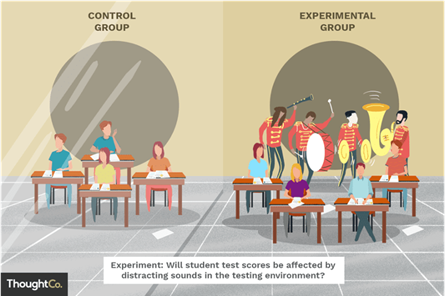 CONTROL
GROUP
EXPERIMENTAL
GROUP
Experiment: Will student test scores be affected by
distracting sounds in the testing environment?
ThoughtCo.